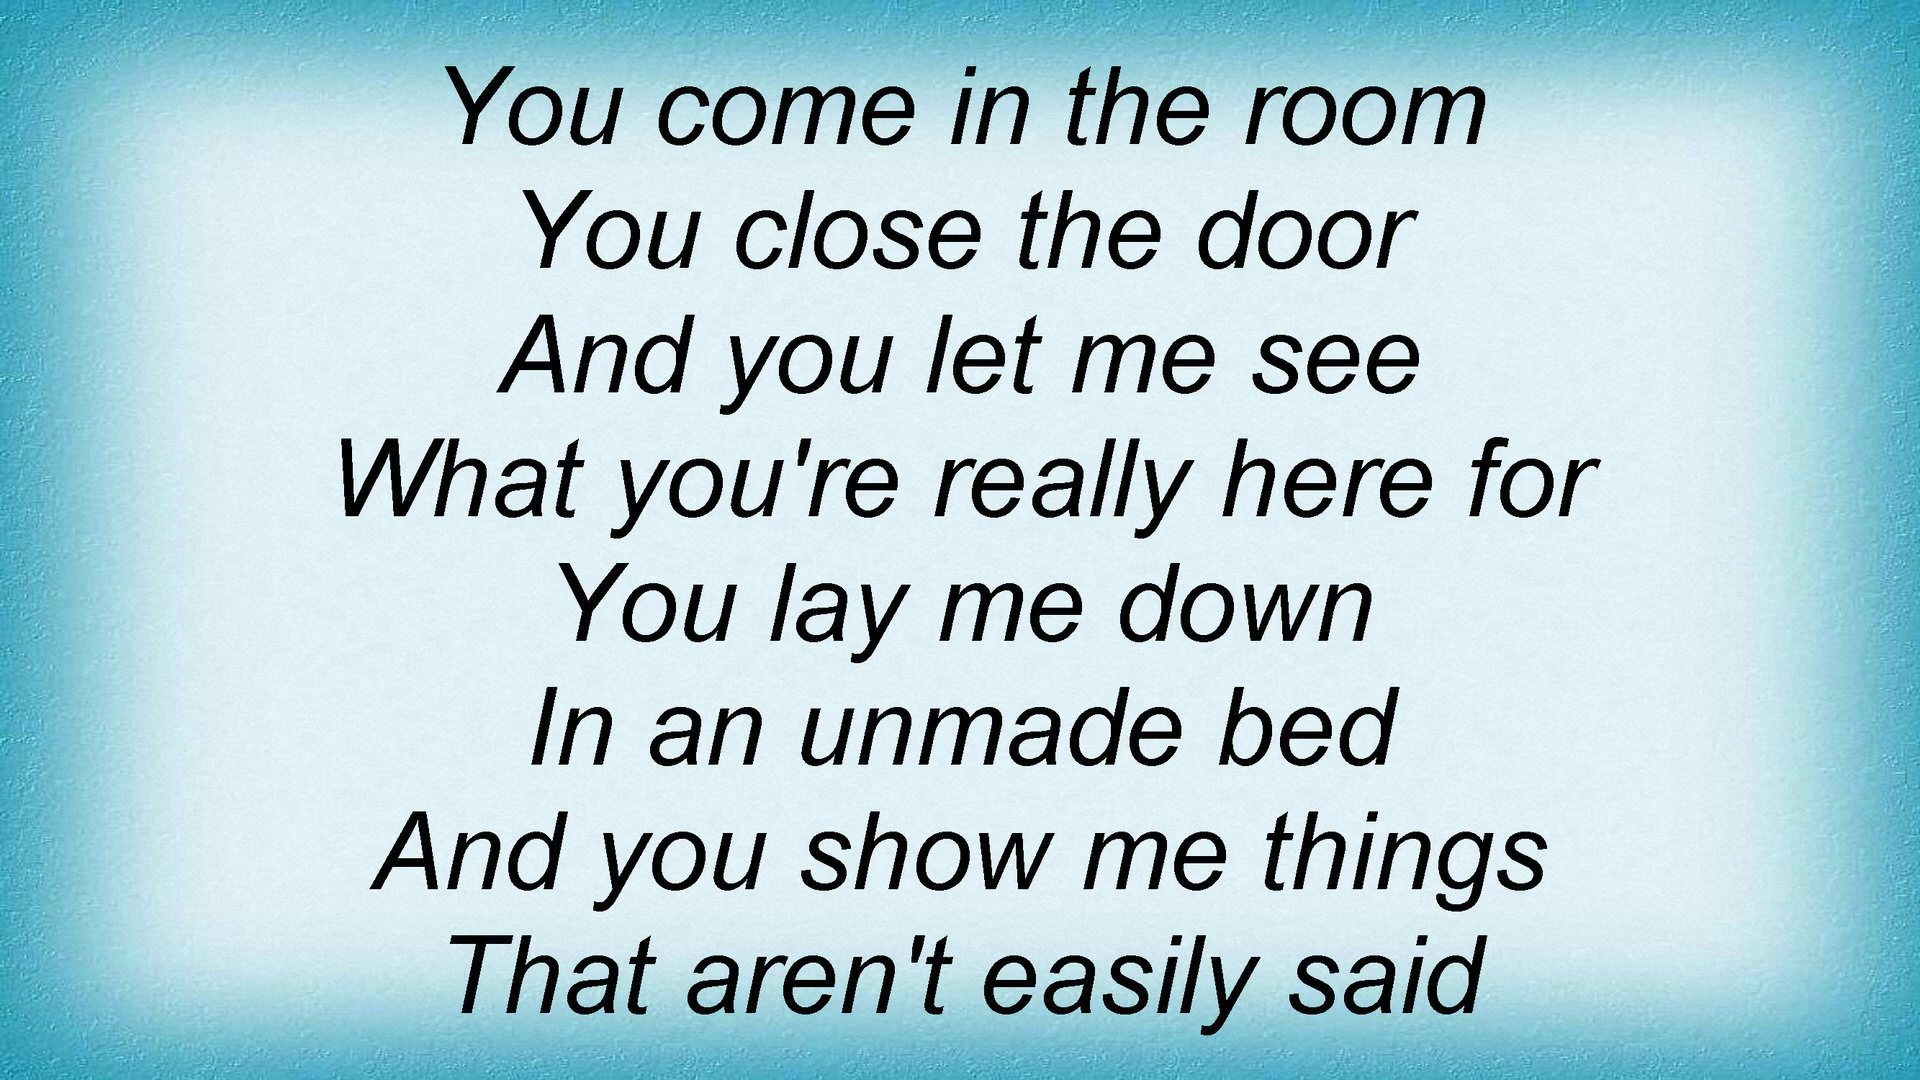 You come in the room
You close the door
And you let me see
What you're really here for
You lay me down
In an unmade bed
And you show me things
That aren't easily said